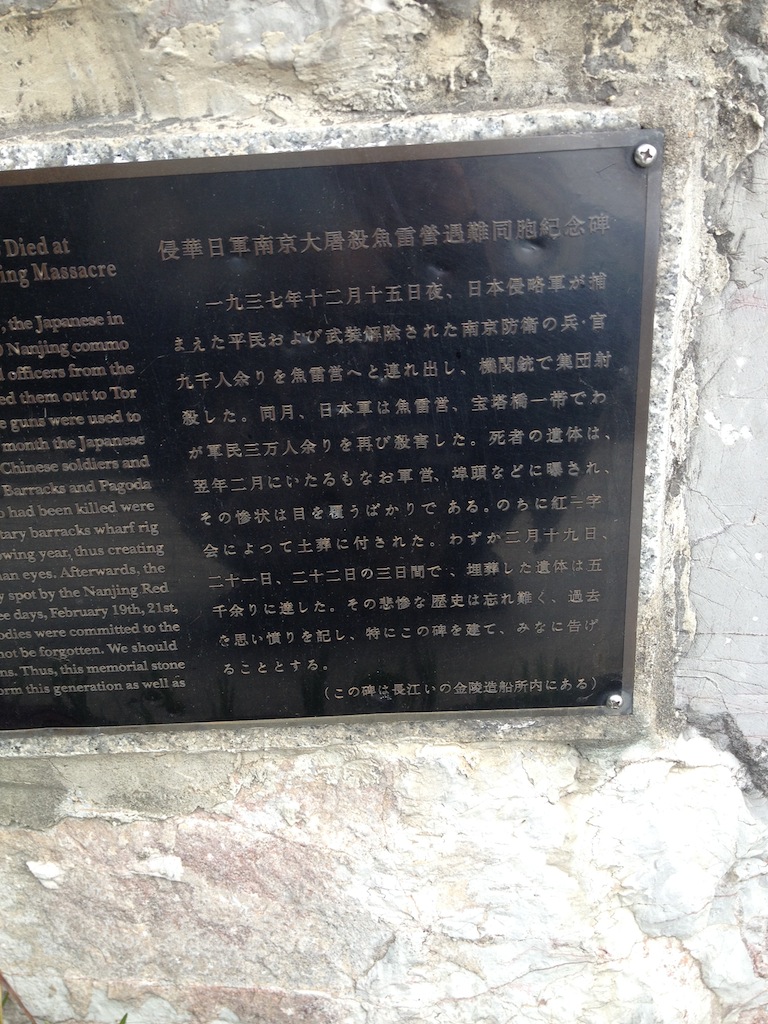 Died at
ing Massacre
, the Japanese in
Nanjing commo
officers from the
ed them out to Tor
e guns were used to
month the Japanese
Chinese soldiers and
Barracks and Pagoda
o had been killed were
tary barracks wharf rig
owing year, thus creating
an eyes. Afterwards, the
y spot by the Nanjing Red
e days, February 19th, 21st,
odies were committed to the
not be forgotten. We should
ns. Thus, this memorial stone
orm this generation as well as
侵華日軍南京大屠殺魚雷營遇難同胞紀念碑
一九三七年十二月十五日夜、日本侵略軍が捕
まえた平民および武装解除された南京防衛の兵·官
九千人余りを魚雷営へと連れ出し、機関銃で集団射
殺した。同月、日本軍は魚雷営、宝塔橋一帯でわ
が軍民三万人余りを再び殺害した。死者の遺体は、
翌年二月にいたるもなお軍営、埠頭などに曝され、
その惨状は目を覆うばかりである。のちに紅卍字
会によって土葬に付された。わずか二月十九日、
二十一日、二十二日の三日間で、埋葬した遺体は五
千余りに達した。その悲惨な歴史は忘れ難く、過去
を思い憤りを記し、特にこの碑を建て、みなに告げ
ることとする。
（この碑は長江いの金陵造船所内にある）